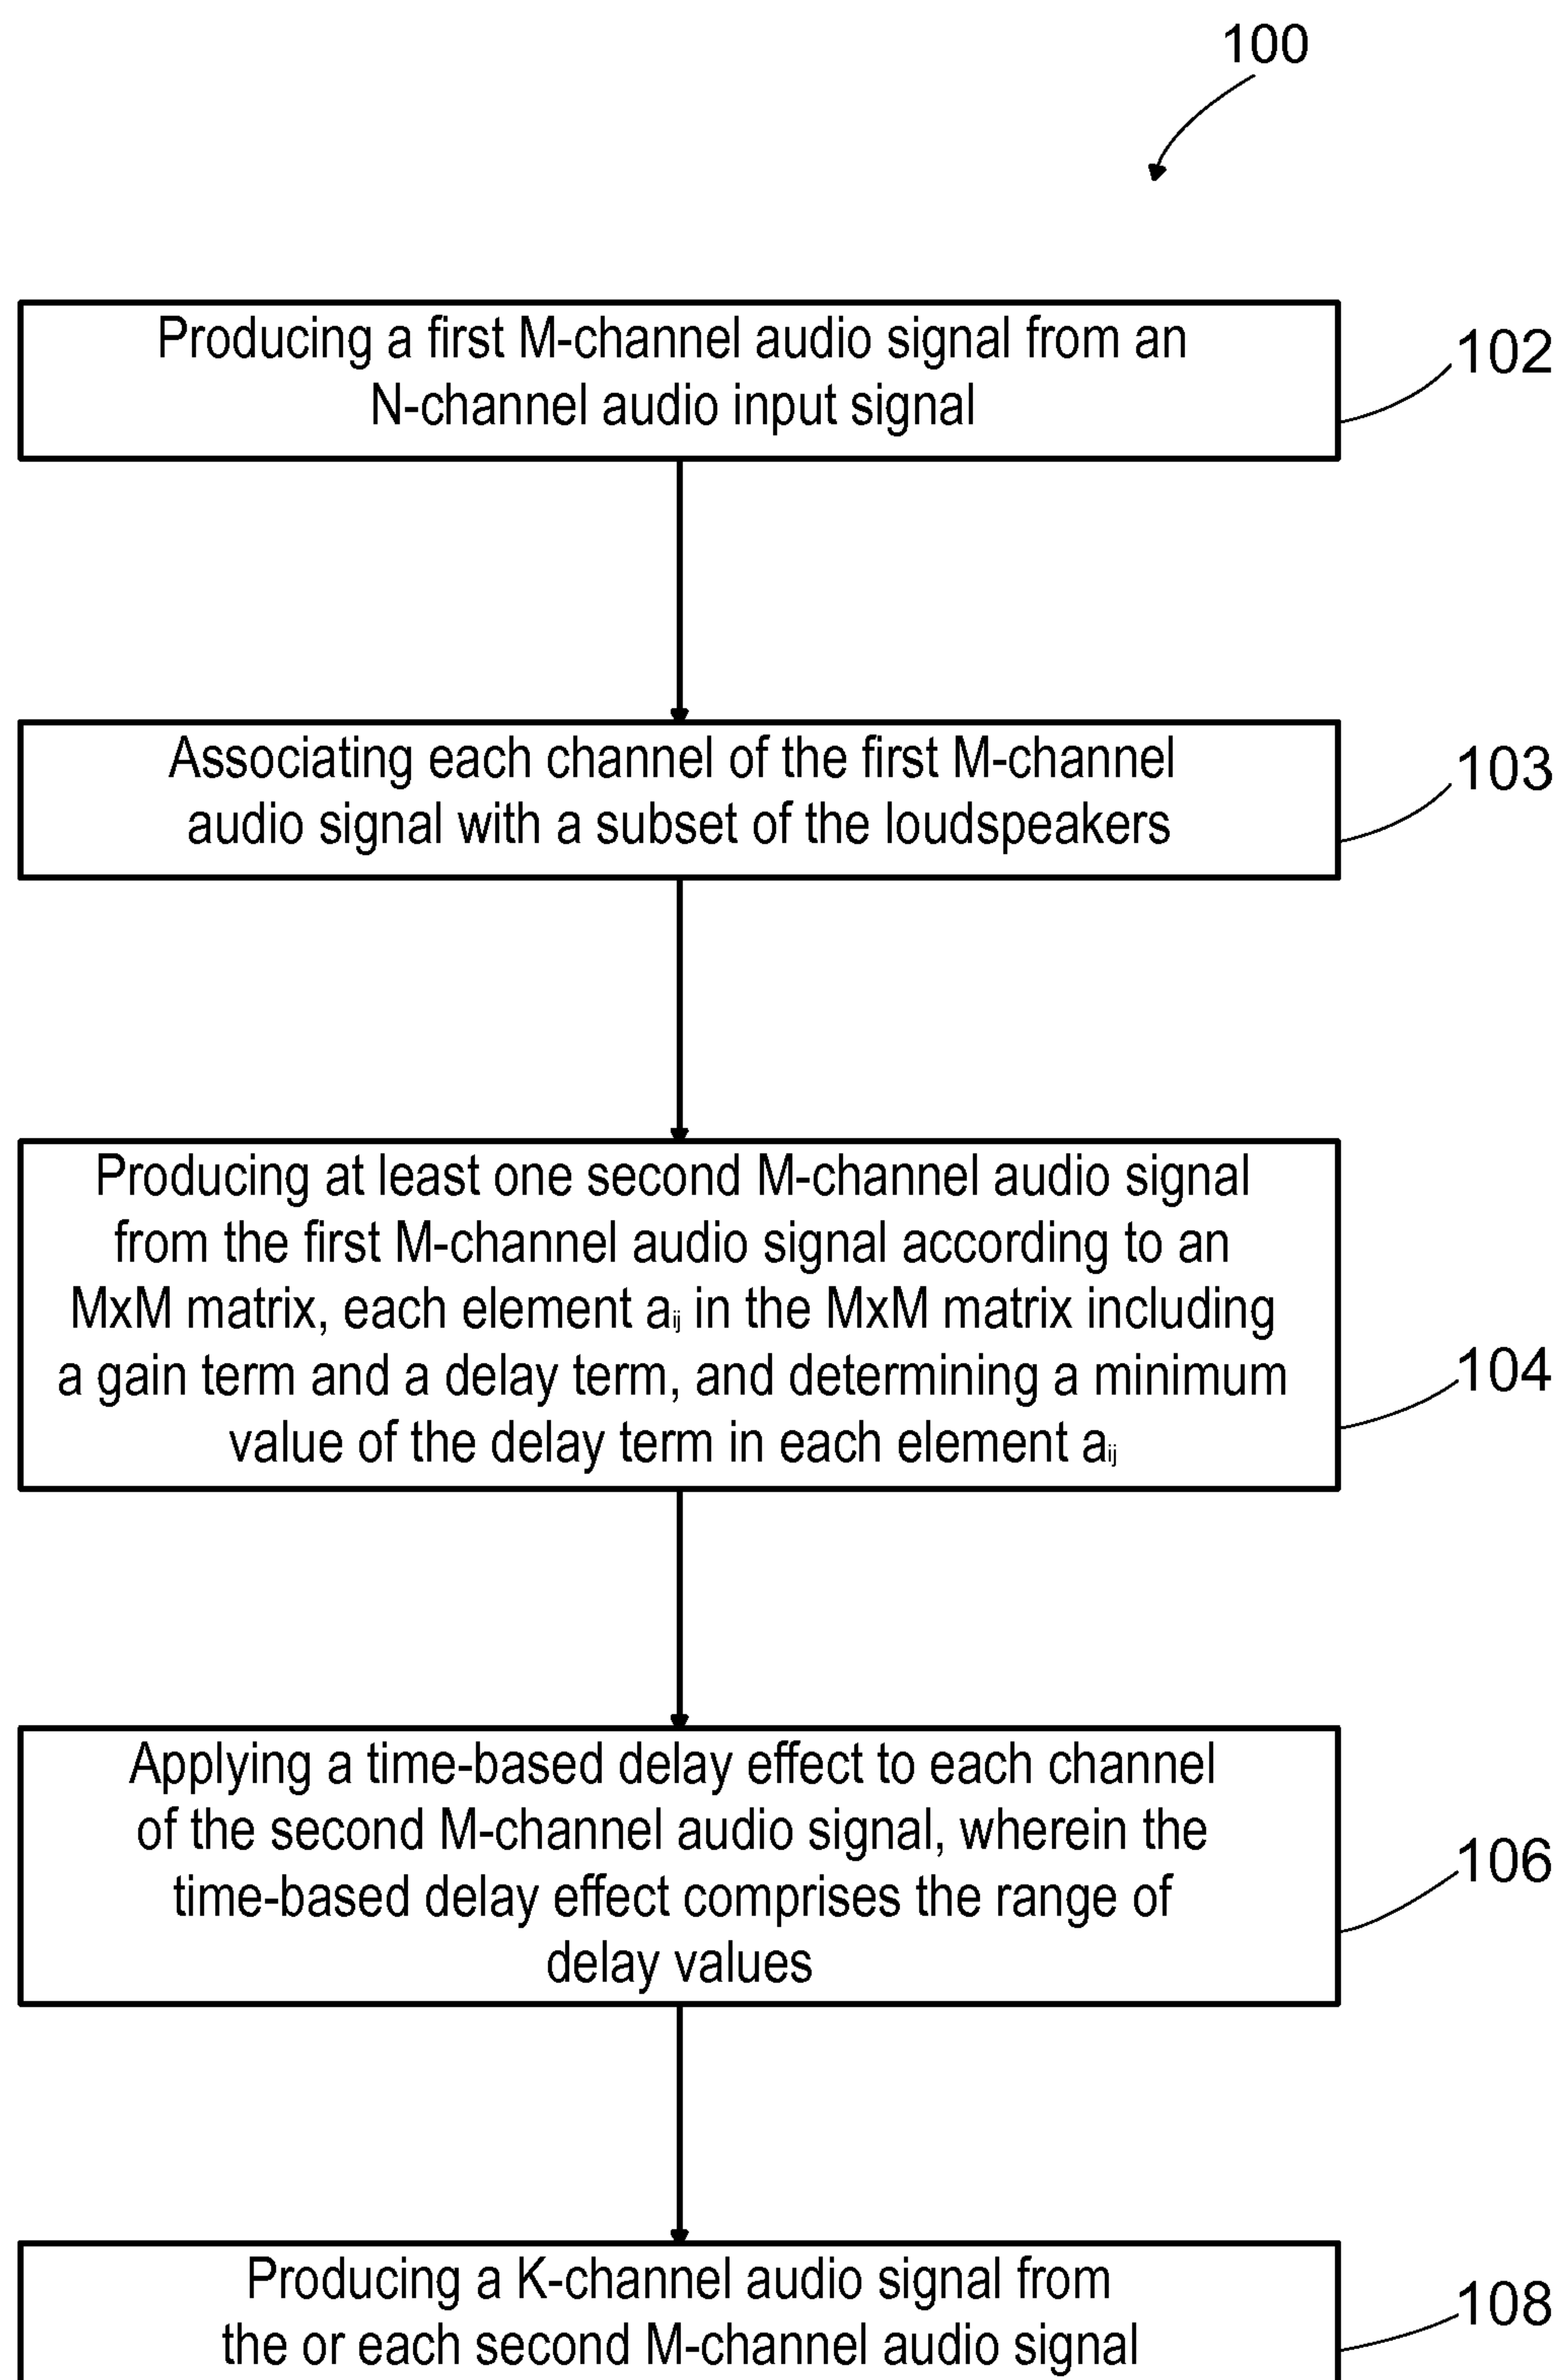 100
Producing a first M-channel audio signal from an
N-channel audio input signal
102
Associating each channel of the first M-channel
audio signal with a subset of the loudspeakers
103
Producing at least one second M-channel audio signal
from the first M-channel audio signal according to an
MxM matrix, each element aij in the MxM matrix including
a gain term and a delay term, and determining a minimum
value of the delay term in each element aij
104
Applying a time-based delay effect to each channel
of the second M-channel audio signal, wherein the
time-based delay effect comprises the range of
delay values
106
Producing a K-channel audio signal from
the or each second M-channel audio signal
108